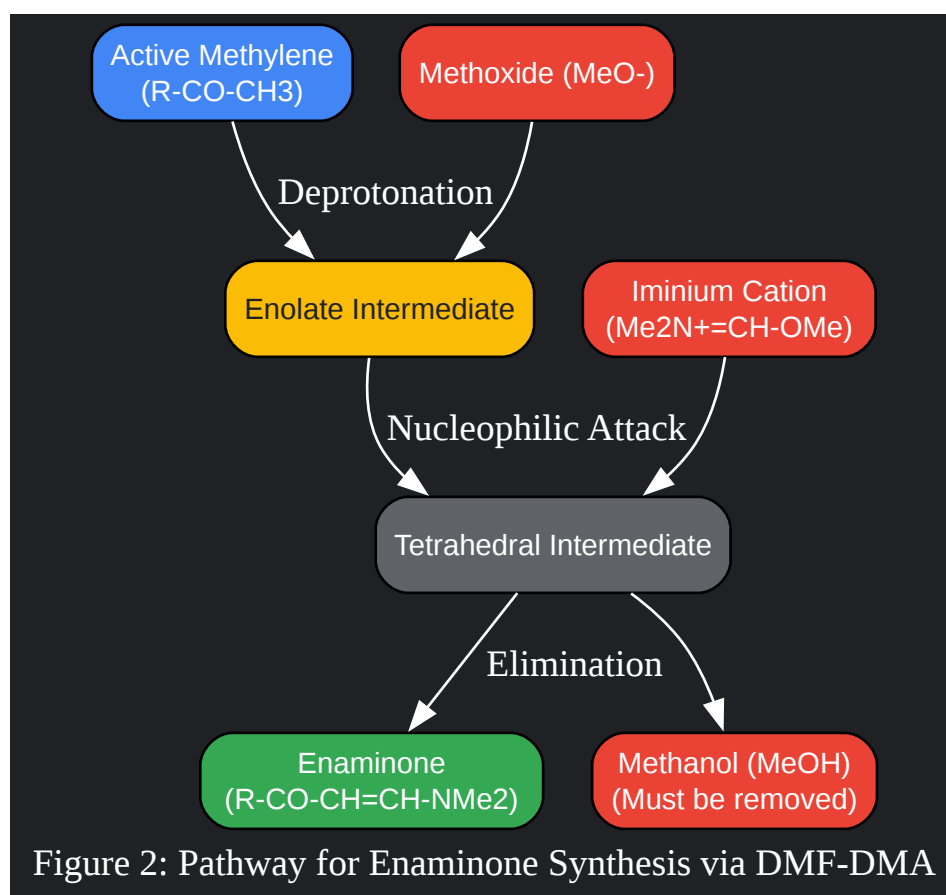 Active Methylene
(R-CO-CH3)
Methoxide (MeO-)
Deprotonation
Enolate Intermediate
Iminium Cation
(Me2N+=CH-OMe)
Nucleophilic Attack
Tetrahedral Intermediate
Elimination
Enaminone
(R-CO-CH=CH-NMe2)
Methanol (MeOH)
(Must be removed)
Figure 2: Pathway for Enaminone Synthesis via DMF-DMA